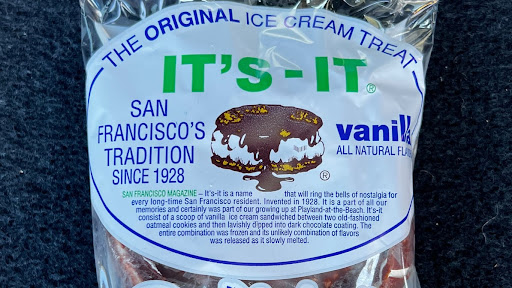 THE ORIGINAL ICE CREAM TREAT
IT'S-IT®
SAN
FRANCISCO'S
TRADITION
SINCE 1928
vanilla
ALL NATURAL
®
SAN FRANCISCO MAGAZINE – It's-it is a name that will ring the bells of nostalgia for
every long-time San Francisco resident. Invented in 1928. It is a part of all our
memories and certainly was part of our growing up at Playland-at-the-Beach. It's-it
consist of a scoop of vanilla ice cream sandwiched between two old-fashioned
oatmeal cookies and then lavishly dipped into dark chocolate coating. The
entire combination was frozen and its unlikely combination of flavors
was released as it slowly melted.